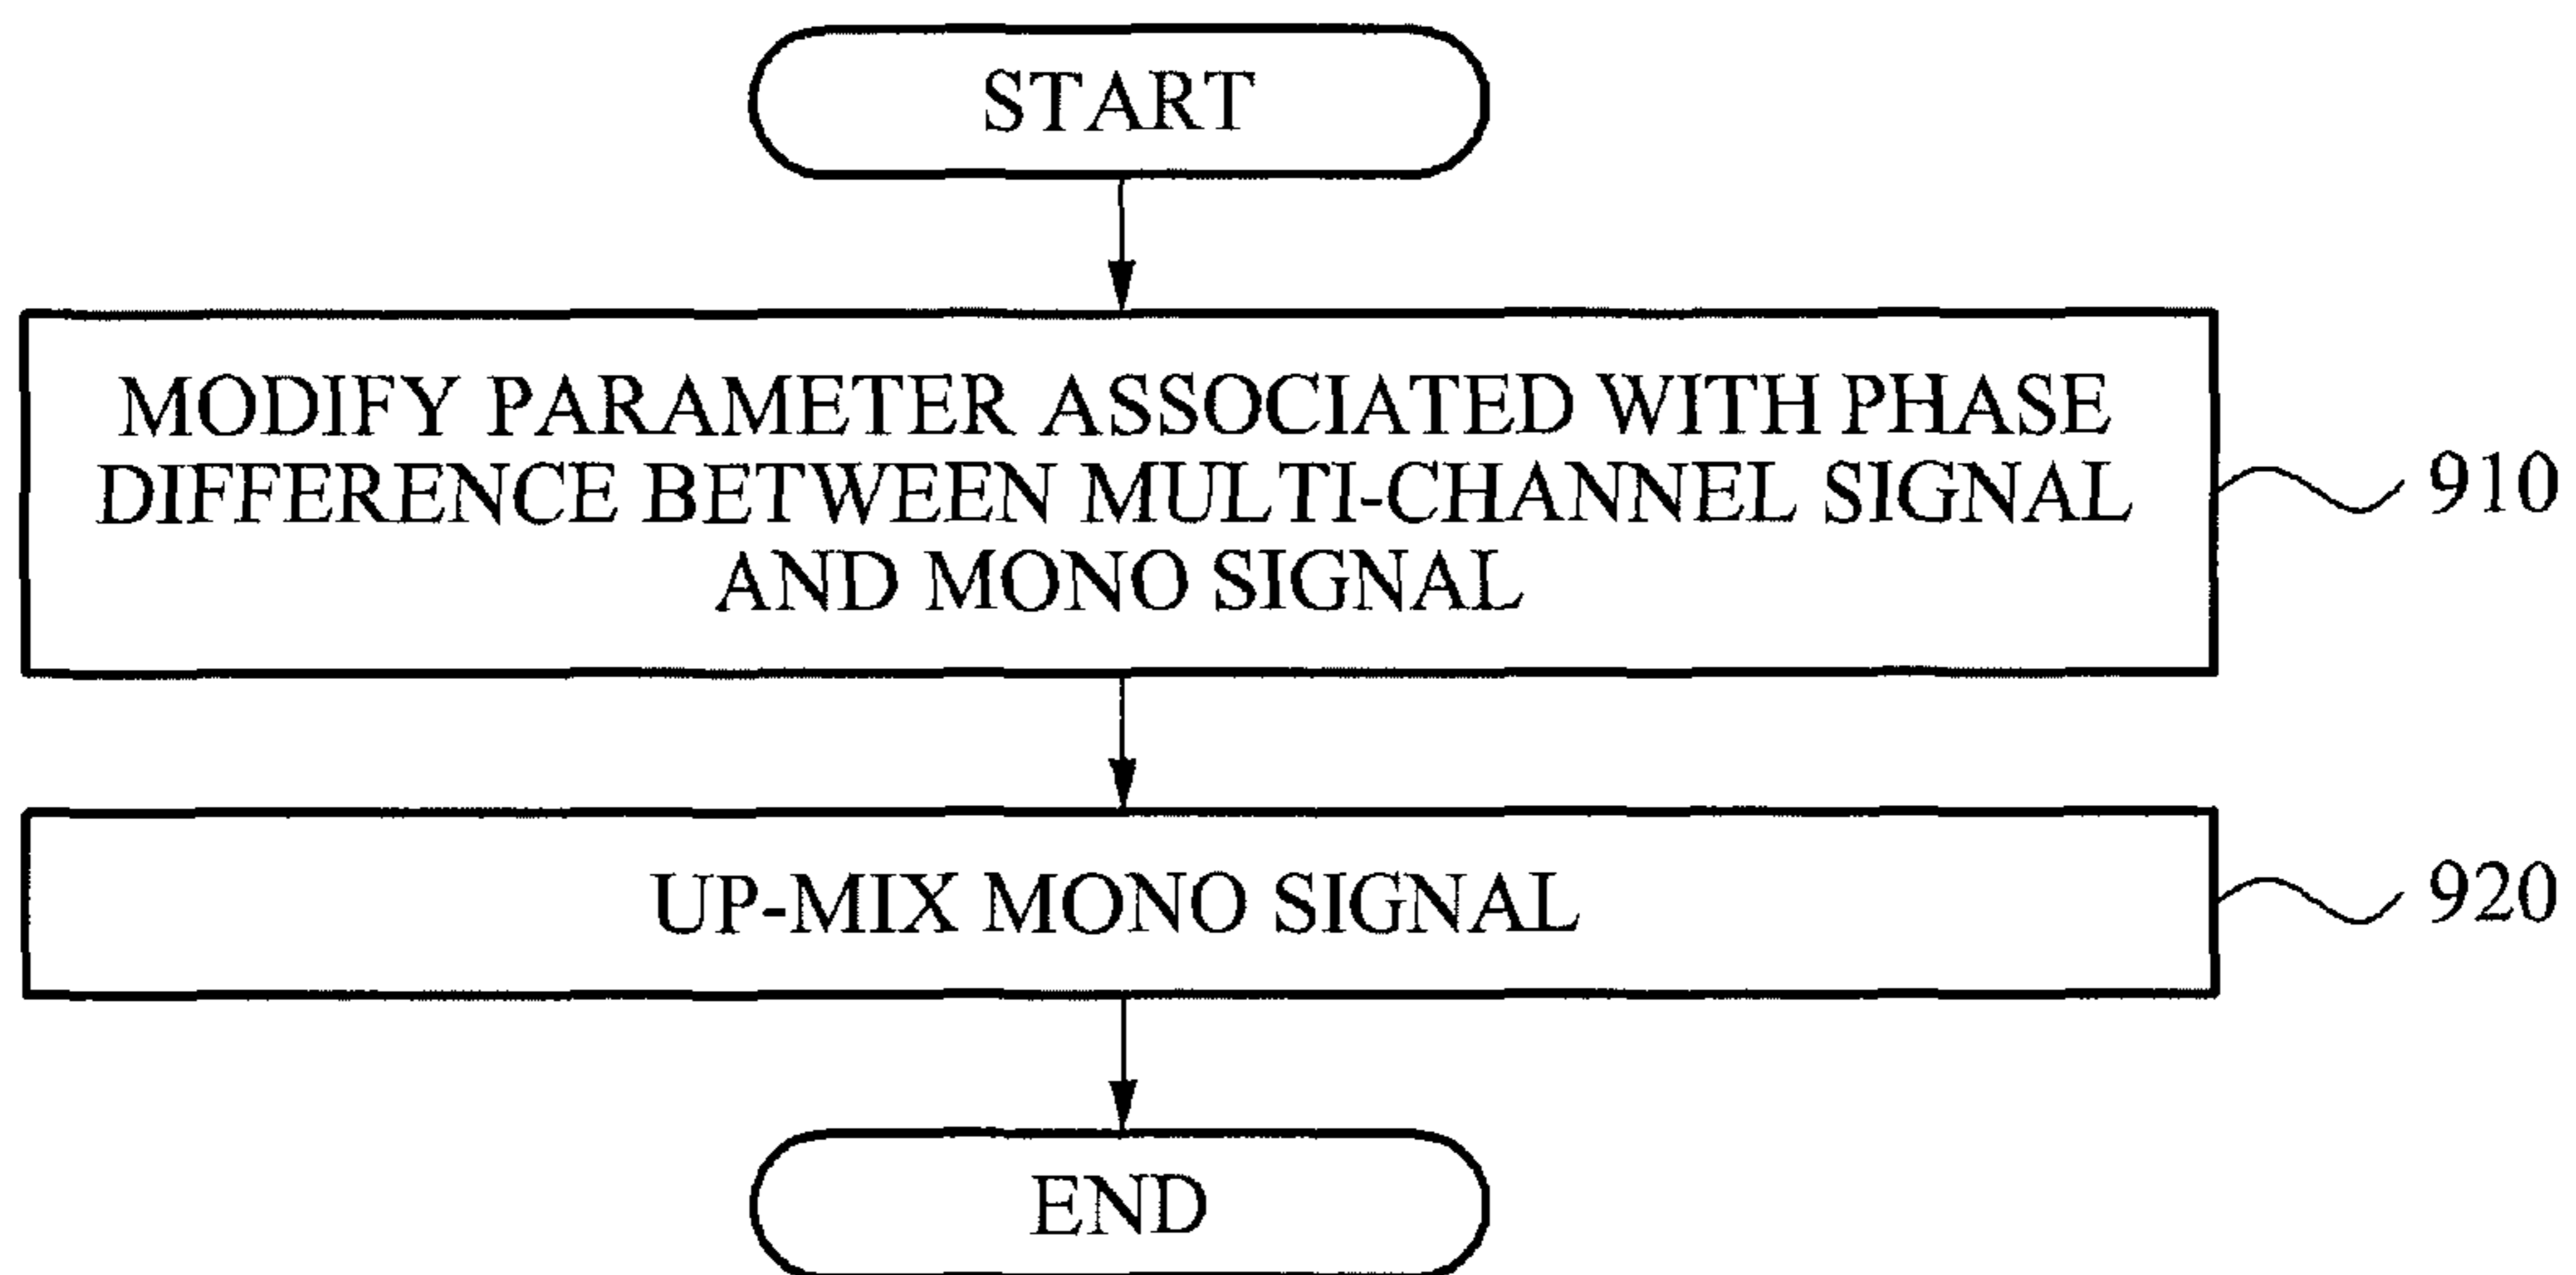 START
MODIFY PARAMETER ASSOCIATED WITH PHASE
DIFFERENCE BETWEEN MULTI-CHANNEL SIGNAL
AND MONO SIGNAL
910
UP-MIX MONO SIGNAL
920
END